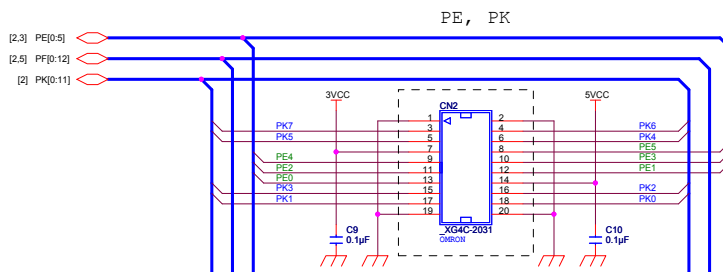 PE, PK
[2,3] PE[0:5]
[2,5] PF[0:12]
[2] PK[0:11]
3VCC
5VCC
CN2
1 2
PK7 3 4 PK6
PK5 5 6 PK4
7 8 PE5
PE4 9 10 PE3
PE2 11 12 PE1
PE0 13 14
PK3 15 16 PK2
PK1 17 18 PK0
19 20
_XG4C-2031
OMRON
C9
0.1µF
C10
0.1µF